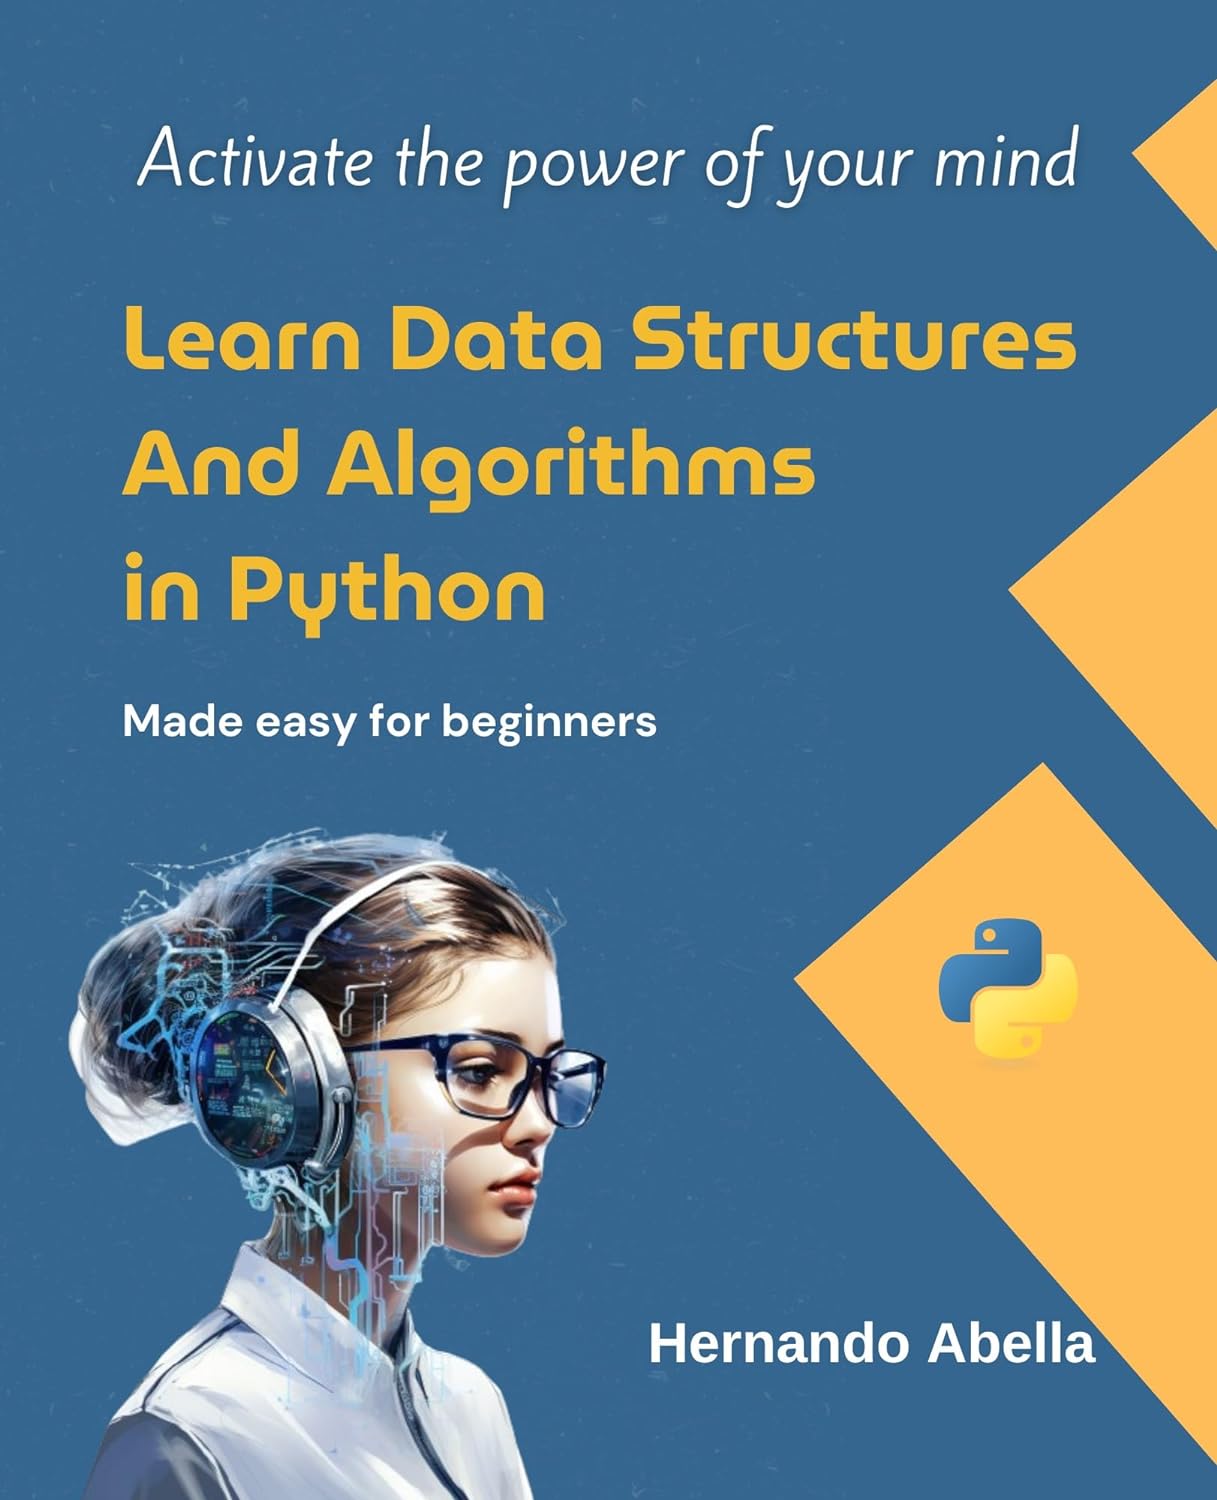 Activate the power of your mind
Learn Data Structures
And Algorithms
in Python
Made easy for beginners
Hernando Abella